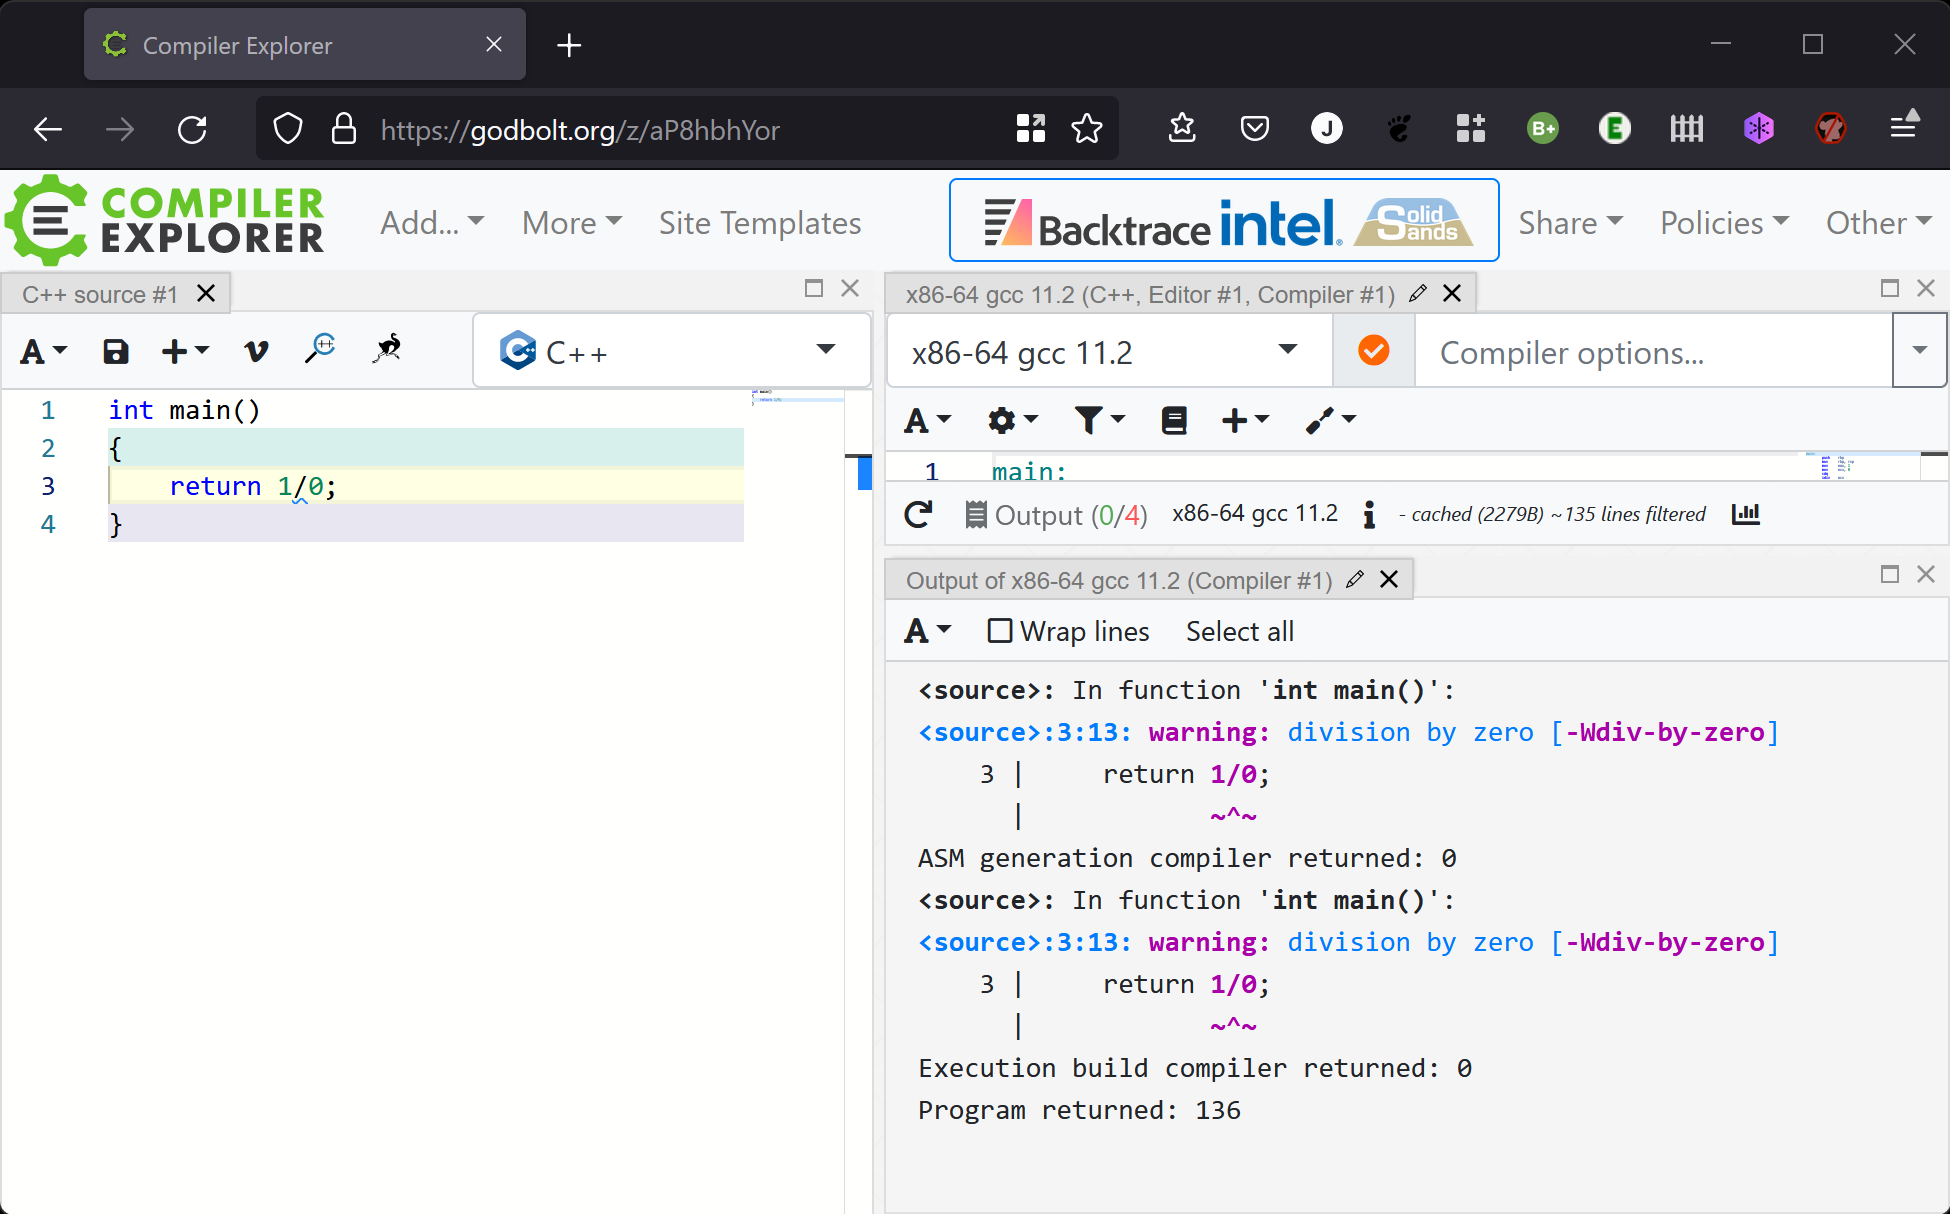 Compiler Explorer
https://godbolt.org/z/aP8hbhYor
COMPILER
EXPLORER
Add...
More
Site Templates
Backtrace
intel.
Solid
Sands
Share
Policies
Other
C++ source #1
C++
1 int main()
2 {
3     return 1/0;
4 }
x86-64 gcc 11.2 (C++, Editor #1, Compiler #1)
x86-64 gcc 11.2
Compiler options...
1 main:
Output (0/4) x86-64 gcc 11.2 - cached (2279B) ~135 lines filtered
Output of x86-64 gcc 11.2 (Compiler #1)
Wrap lines
Select all
<source>: In function 'int main()':
<source>:3:13: warning: division by zero [-Wdiv-by-zero]
    3 |     return 1/0;
      |            ~^~
ASM generation compiler returned: 0
<source>: In function 'int main()':
<source>:3:13: warning: division by zero [-Wdiv-by-zero]
    3 |     return 1/0;
      |            ~^~
Execution build compiler returned: 0
Program returned: 136